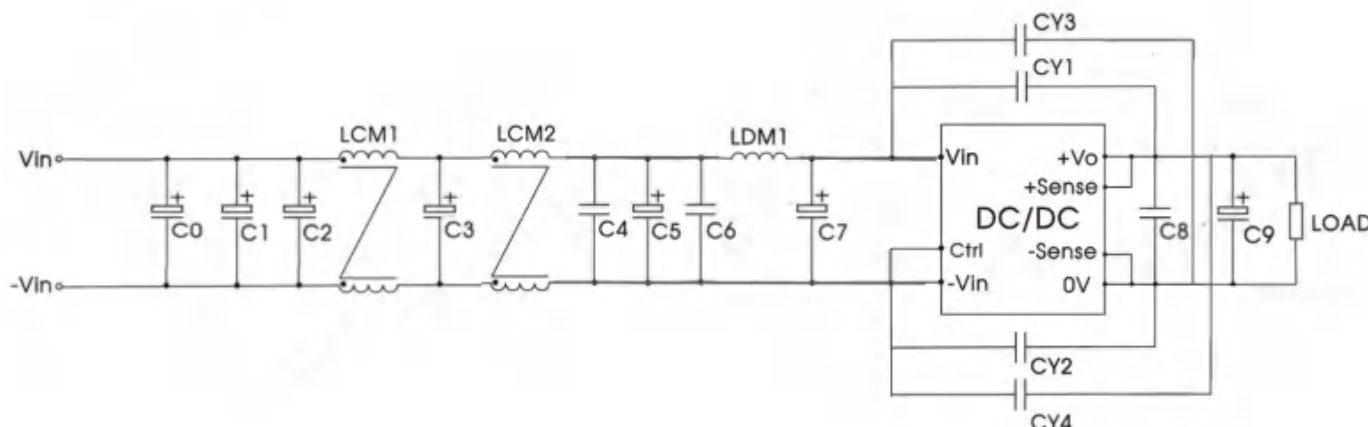 CY3
CY1
LCM1
LCM2
LDM1
Vin
Vin
+Vo
+Sense
DC/DC
C0
C1
C2
C3
C4
C5
C6
C7
C8
C9
LOAD
Ctrl
-Sense
-Vin
-Vin
0V
CY2
CY4
+
+
+
+
+
+
+